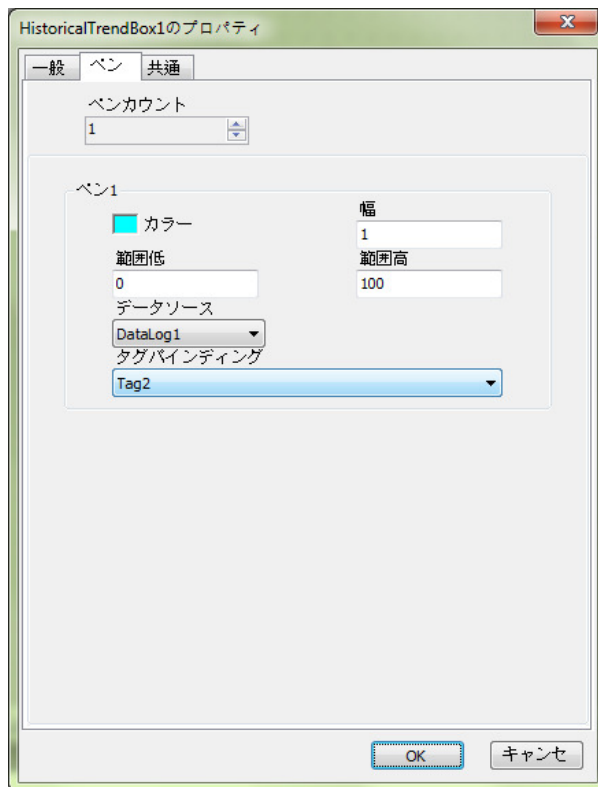 HistoricalTrendBox1のプロパティ
一般 ペン 共通
ペンカウント
1
ペン1
カラー
幅
1
範囲低
0
範囲高
100
データソース
DataLog1
タグバインディング
Tag2
OK キャンセ